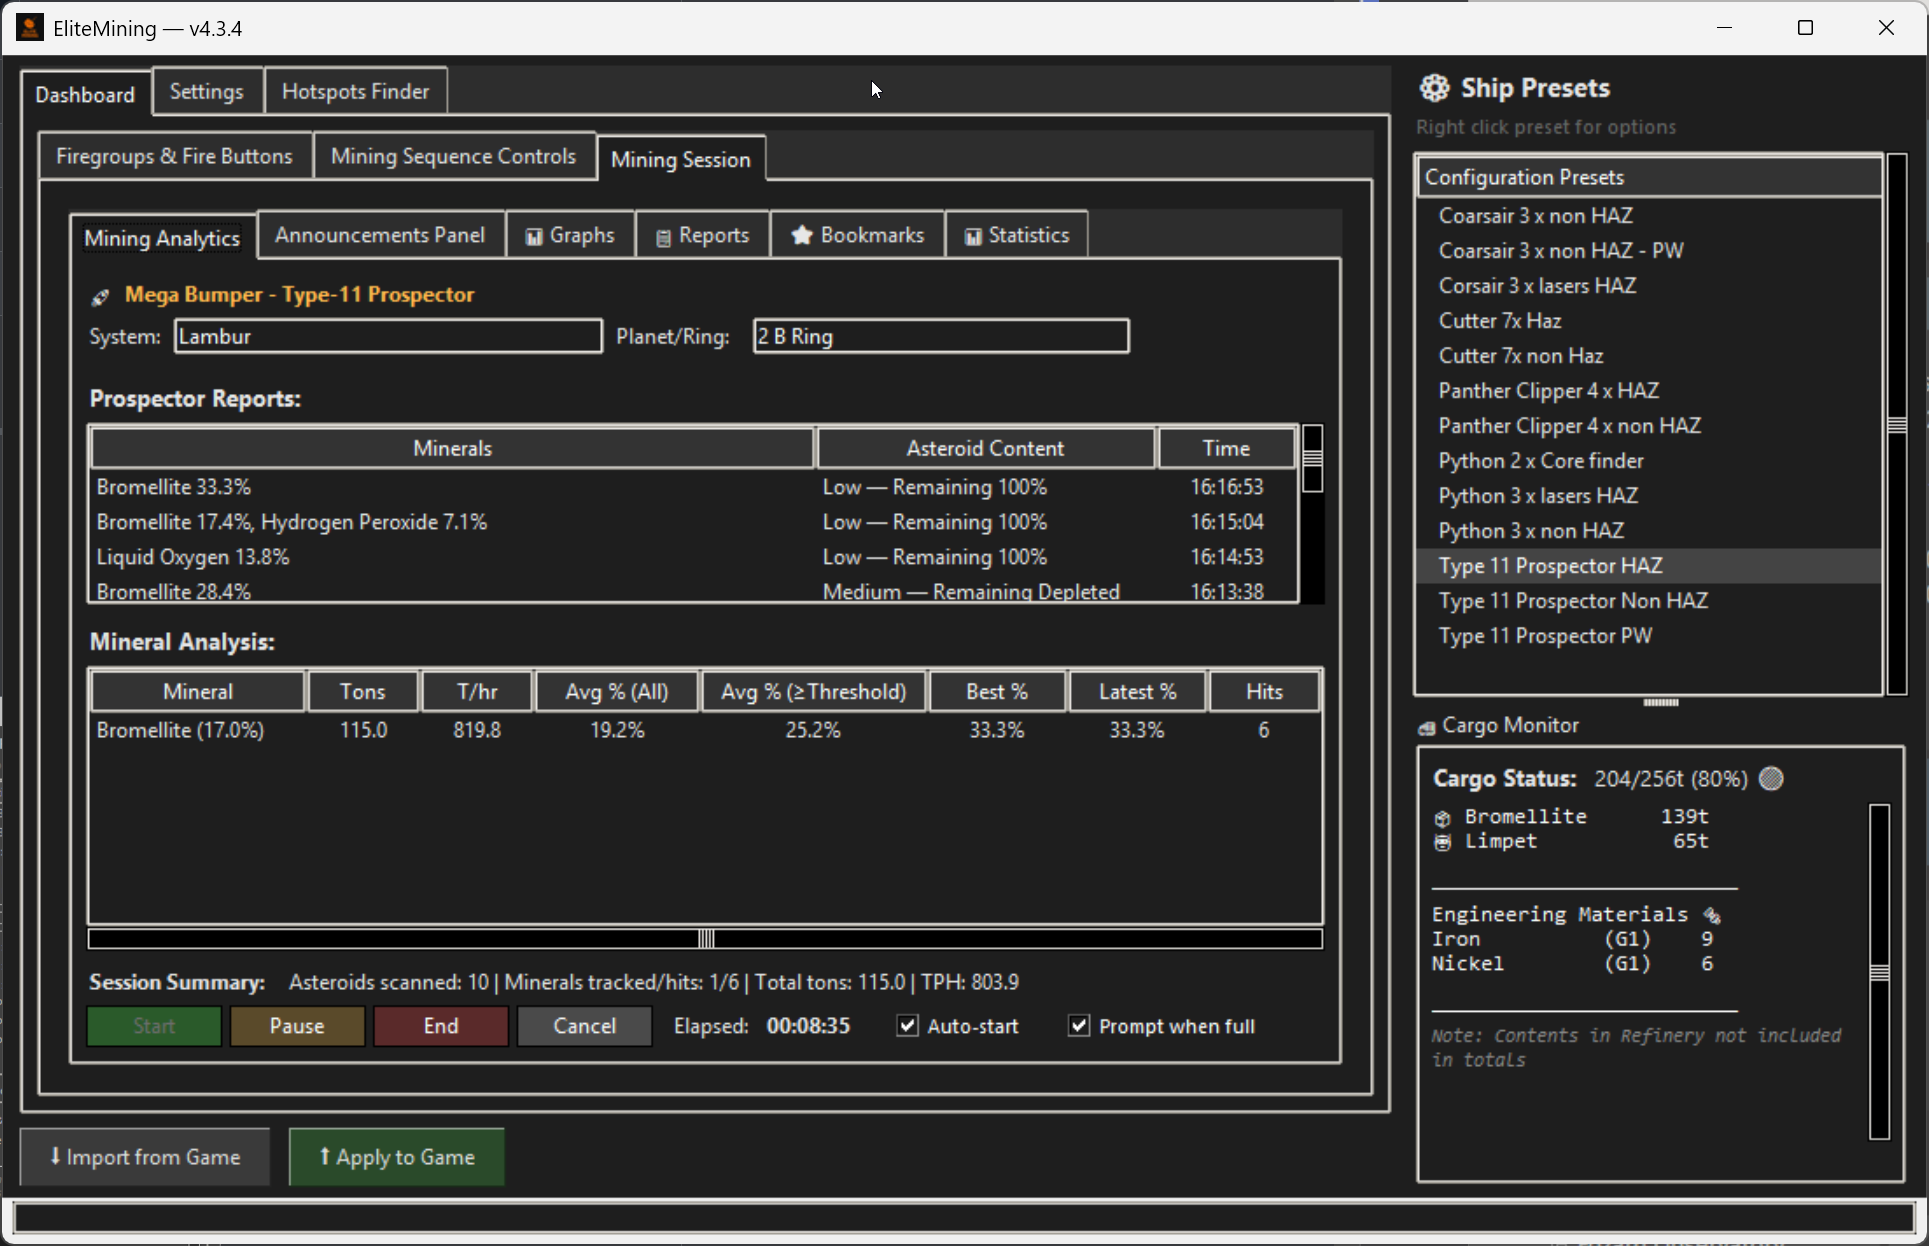 EliteMining — v4.3.4
Dashboard
Settings
Hotspots Finder
Firegroups & Fire Buttons
Mining Sequence Controls
Mining Session
Mining Analytics
Announcements Panel
Graphs
Reports
Bookmarks
Statistics
Mega Bumper - Type-11 Prospector
System: Lambur Planet/Ring: 2 B Ring
Prospector Reports:
Minerals Asteroid Content Time
Bromellite 33.3% Low — Remaining 100% 16:16:53
Bromellite 17.4%, Hydrogen Peroxide 7.1% Low — Remaining 100% 16:15:04
Liquid Oxygen 13.8% Low — Remaining 100% 16:14:53
Bromellite 28.4% Medium — Remaining Depleted 16:13:38
Mineral Analysis:
Mineral Tons T/hr Avg % (All) Avg % (≥Threshold) Best % Latest % Hits
Bromellite (17.0%) 115.0 819.8 19.2% 25.2% 33.3% 33.3% 6
Session Summary: Asteroids scanned: 10 | Minerals tracked/hits: 1/6 | Total tons: 115.0 | TPH: 803.9
Start Pause End Cancel Elapsed: 00:08:35 Auto-start Prompt when full
⭣ Import from Game ⭡ Apply to Game
Ship Presets
Right click preset for options
Configuration Presets
Coarsair 3 x non HAZ
Coarsair 3 x non HAZ - PW
Corsair 3 x lasers HAZ
Cutter 7x Haz
Cutter 7x non Haz
Panther Clipper 4 x HAZ
Panther Clipper 4 x non HAZ
Python 2 x Core finder
Python 3 x lasers HAZ
Python 3 x non HAZ
Type 11 Prospector HAZ
Type 11 Prospector Non HAZ
Type 11 Prospector PW
Cargo Monitor
Cargo Status: 204/256t (80%)
Bromellite 139t
Limpet 65t
Engineering Materials
Iron (G1) 9
Nickel (G1) 6
Note: Contents in Refinery not included
in totals